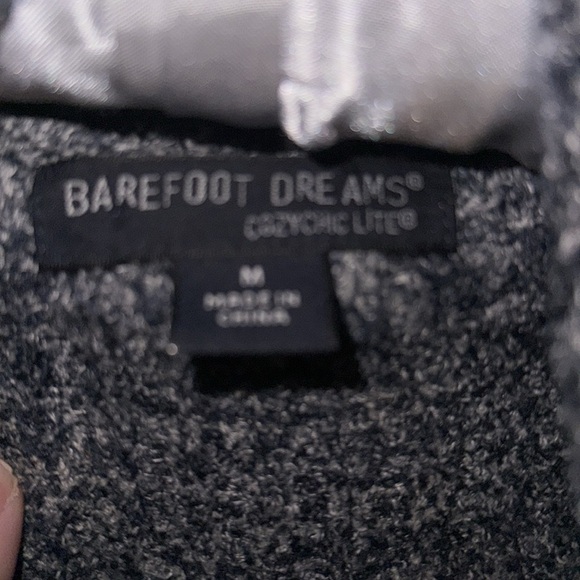 BAREFOOT DREAMS®
COZYCHIC LITE®
M
MADE IN
CHINA